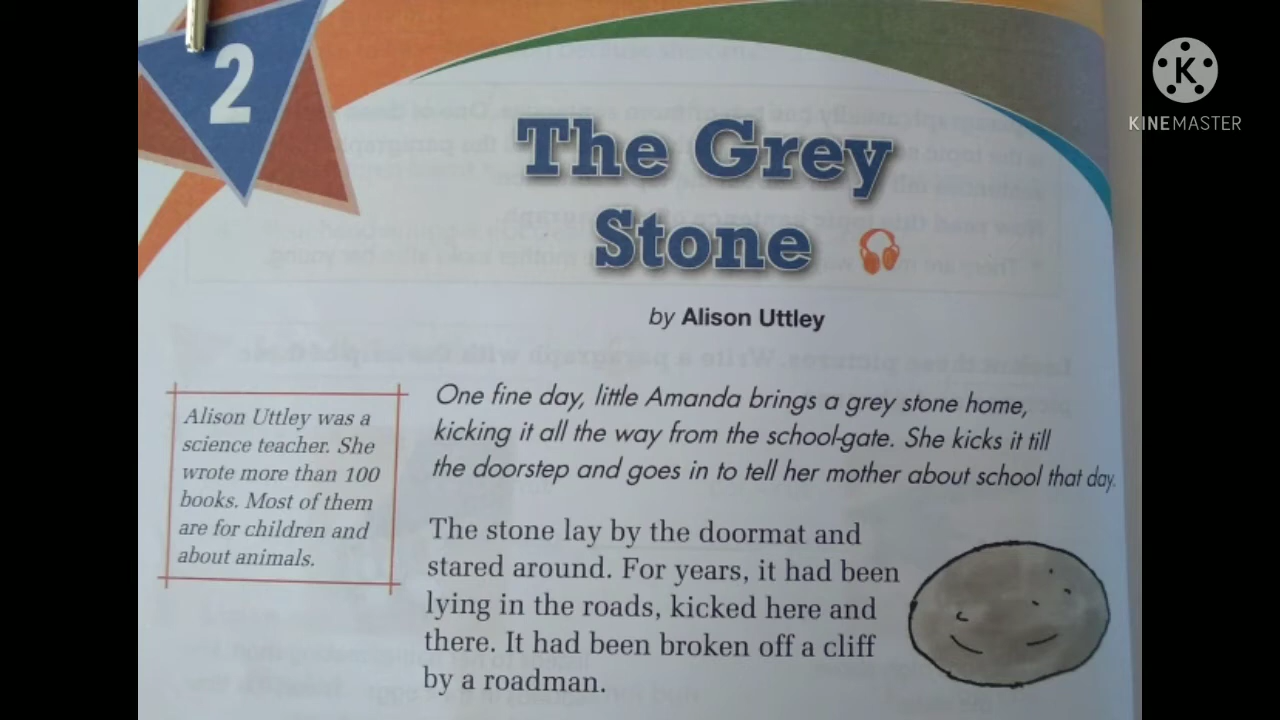 2
The Grey
Stone
by Alison Uttley
Alison Uttley was a
science teacher. She
wrote more than 100
books. Most of them
are for children and
about animals.
One fine day, little Amanda brings a grey stone home,
kicking it all the way from the school-gate. She kicks it till
the doorstep and goes in to tell her mother about school that day.
The stone lay by the doormat and
stared around. For years, it had been
lying in the roads, kicked here and
there. It had been broken off a cliff
by a roadman.
K
KINEMASTER